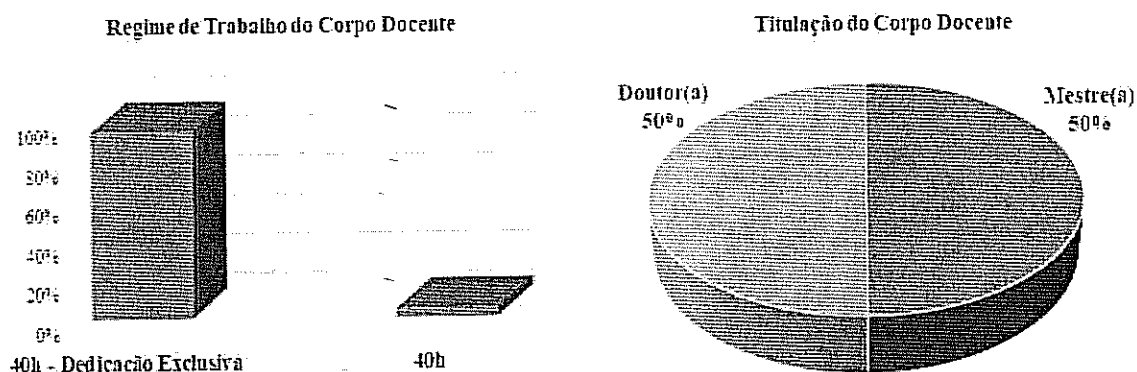 Regime de Trabalho do Corpo Docente
100%
80%
60%
40%
20%
0%
40h - Dedicação Exclusiva
40h
Titulação do Corpo Docente
Doutor(a)
50%
Mestre(a)
50%